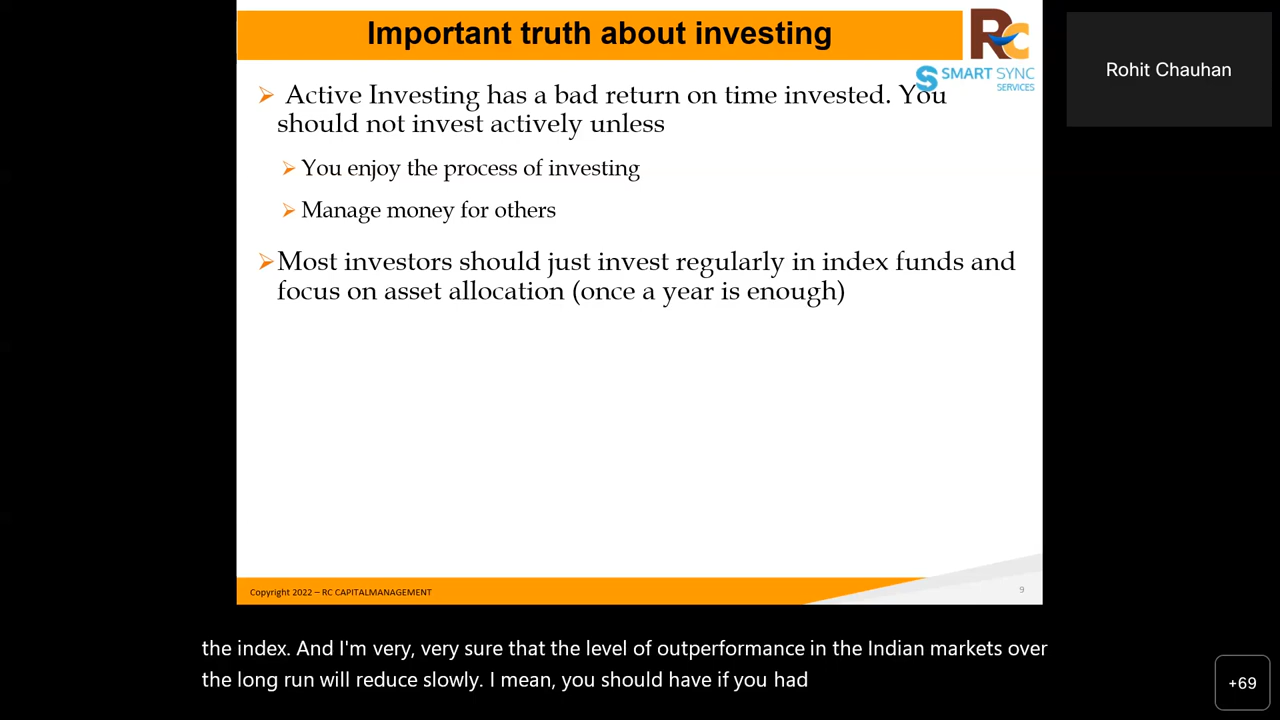 Important truth about investing
Rc
SMART SYNC
SERVICES
Rohit Chauhan
➢ Active Investing has a bad return on time invested. You
should not invest actively unless
➢ You enjoy the process of investing
➢ Manage money for others
➢ Most investors should just invest regularly in index funds and
focus on asset allocation (once a year is enough)
Copyright 2022 – RC CAPITALMANAGEMENT
9
the index. And I'm very, very sure that the level of outperformance in the Indian markets over
the long run will reduce slowly. I mean, you should have if you had
+69